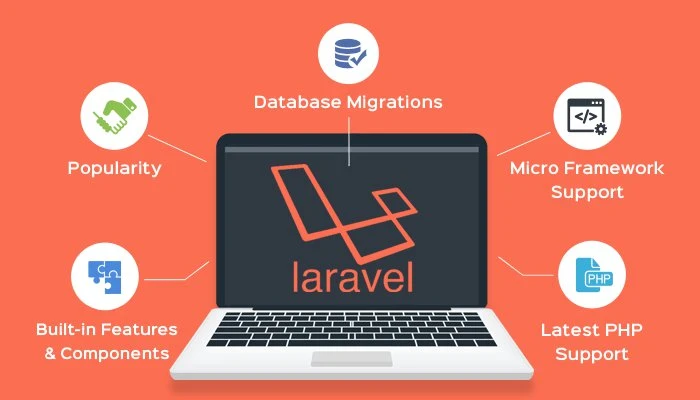 Database Migrations
Popularity
Micro Framework
Support
</>
laravel
Built-in Features
& Components
PHP
Latest PHP
Support